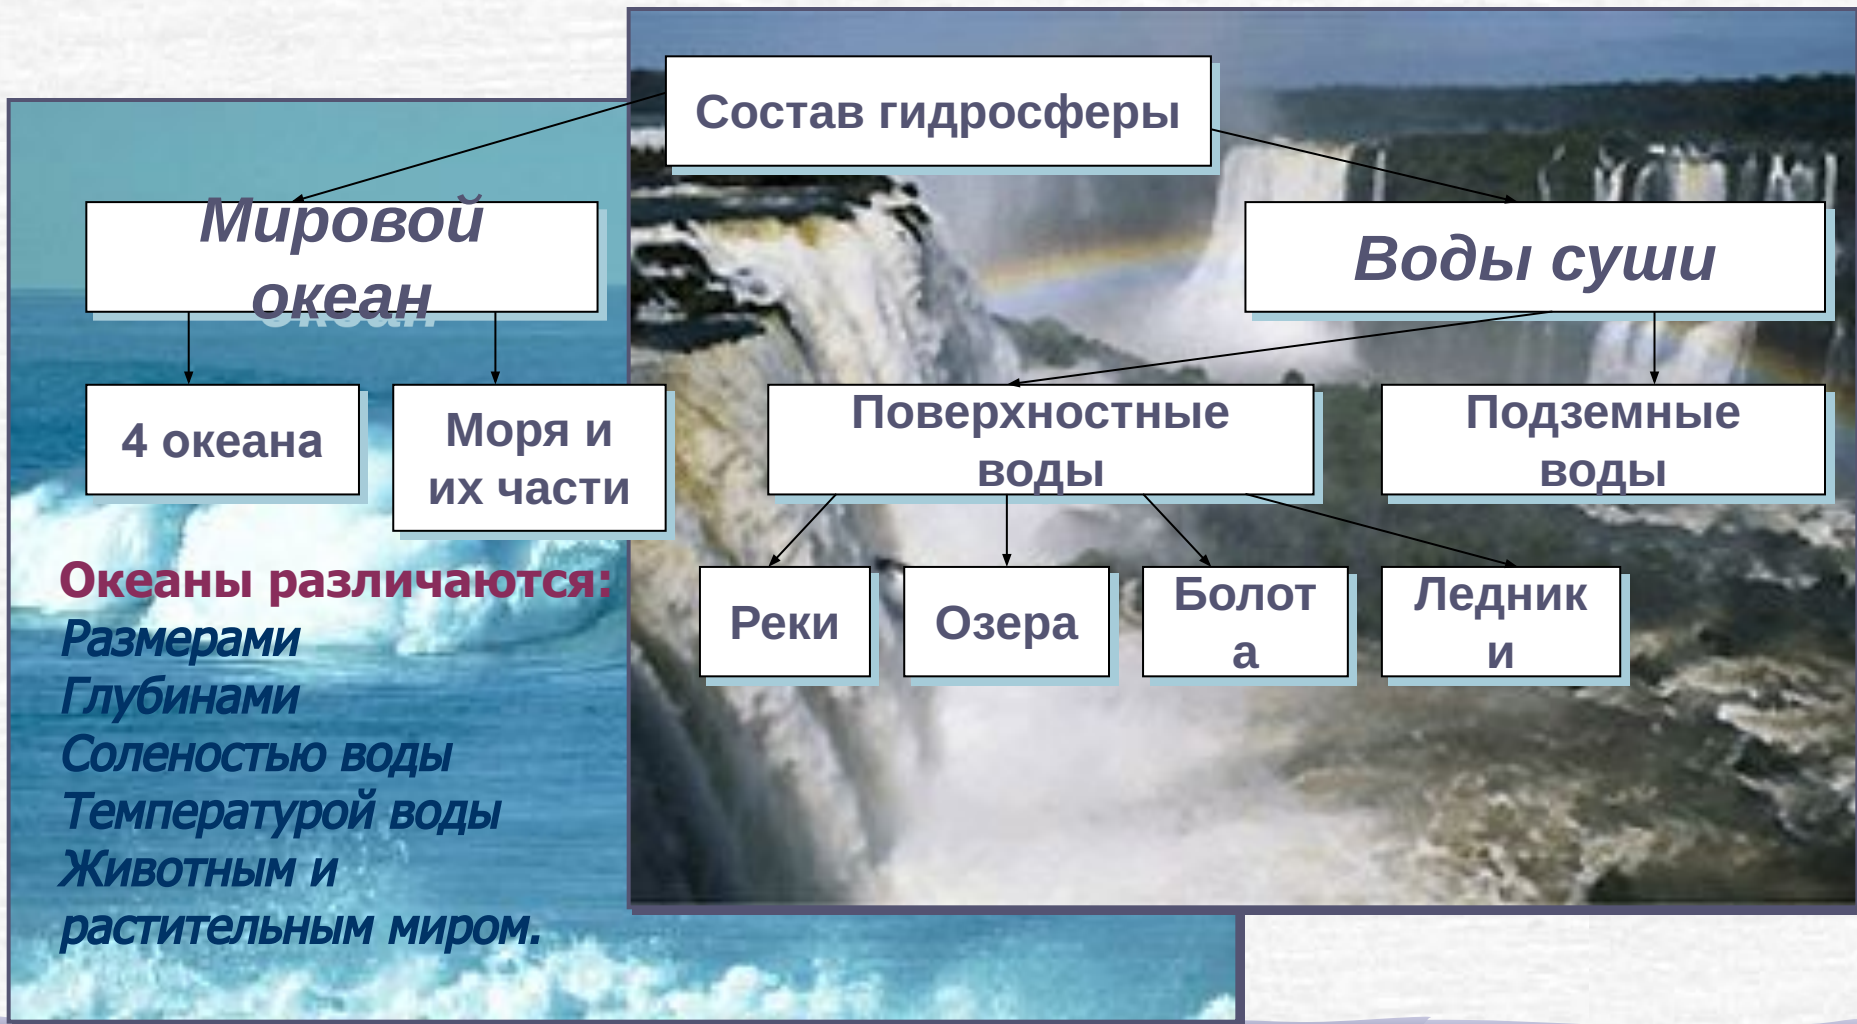 Состав гидросферы
Мировой
океан
Воды суши
4 океана
Моря и
их части
Поверхностные
воды
Подземные
воды
Реки
Озера
Болот
а
Ледник
и
Океаны различаются:
Размерами
Глубинами
Соленостью воды
Температурой воды
Животным и
растительным миром.